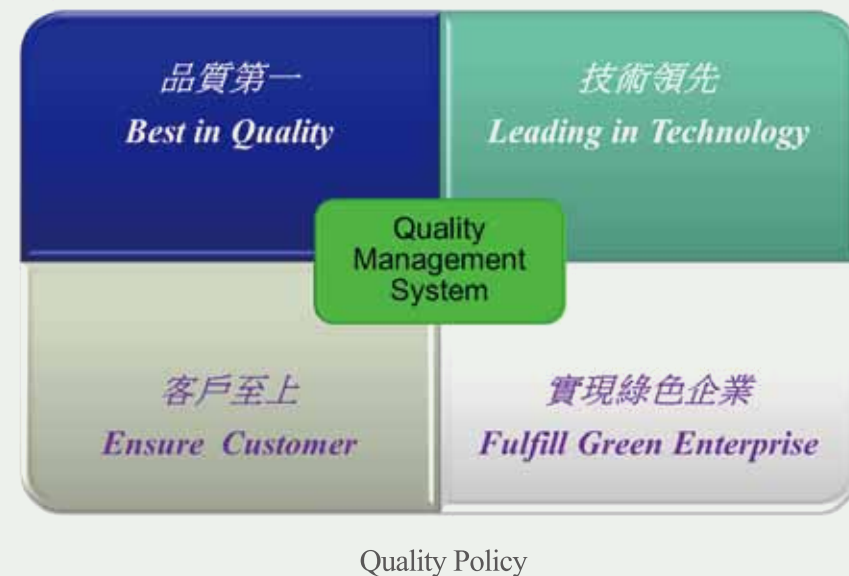 品質第一
Best in Quality
技術領先
Leading in Technology
Quality
Management
System
客戶至上
Ensure Customer
實現綠色企業
Fulfill Green Enterprise
Quality Policy